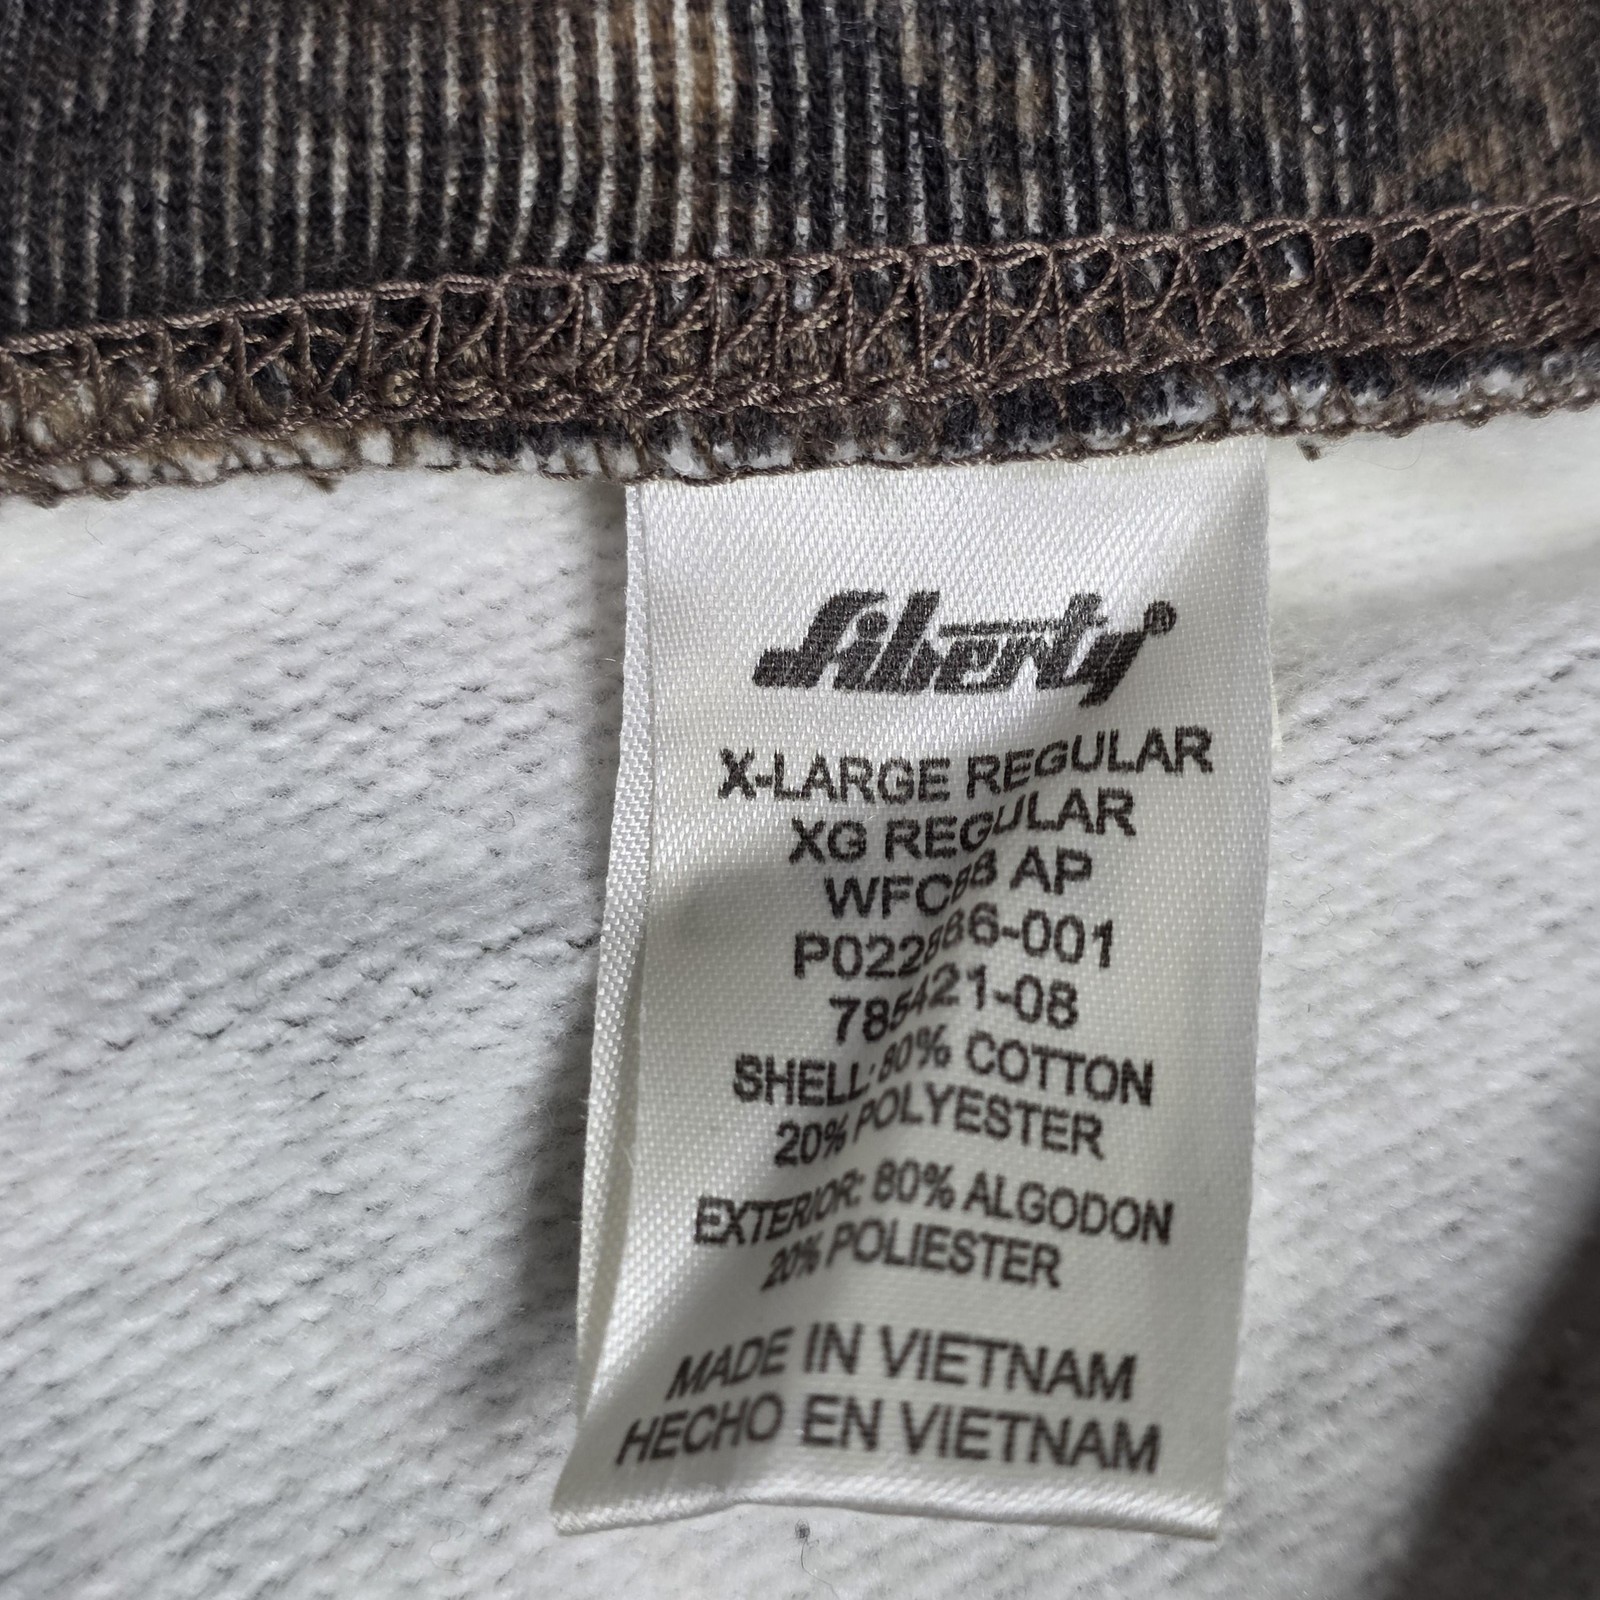 Liberty®
X-LARGE REGULAR
XG REGULAR
WFC88 AP
P022886-001
785421-08
SHELL: 80% COTTON
20% POLYESTER
EXTERIOR: 80% ALGODON
20% POLIESTER
MADE IN VIETNAM
HECHO EN VIETNAM